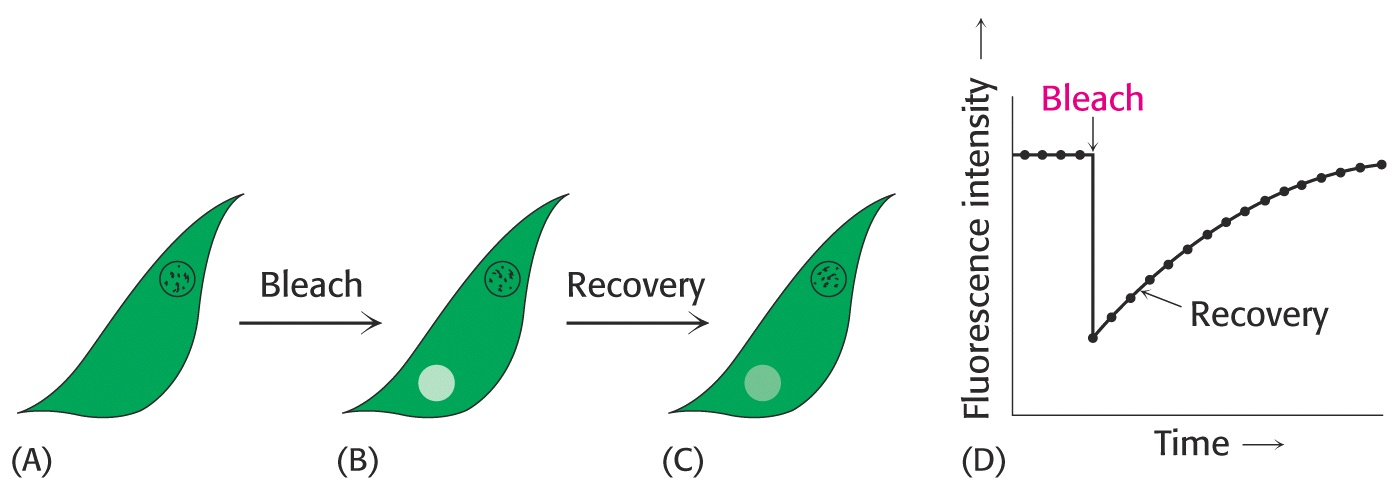 (A)
Bleach
(B)
Recovery
(C)
Fluorescence intensity
Bleach
Recovery
(D)
Time